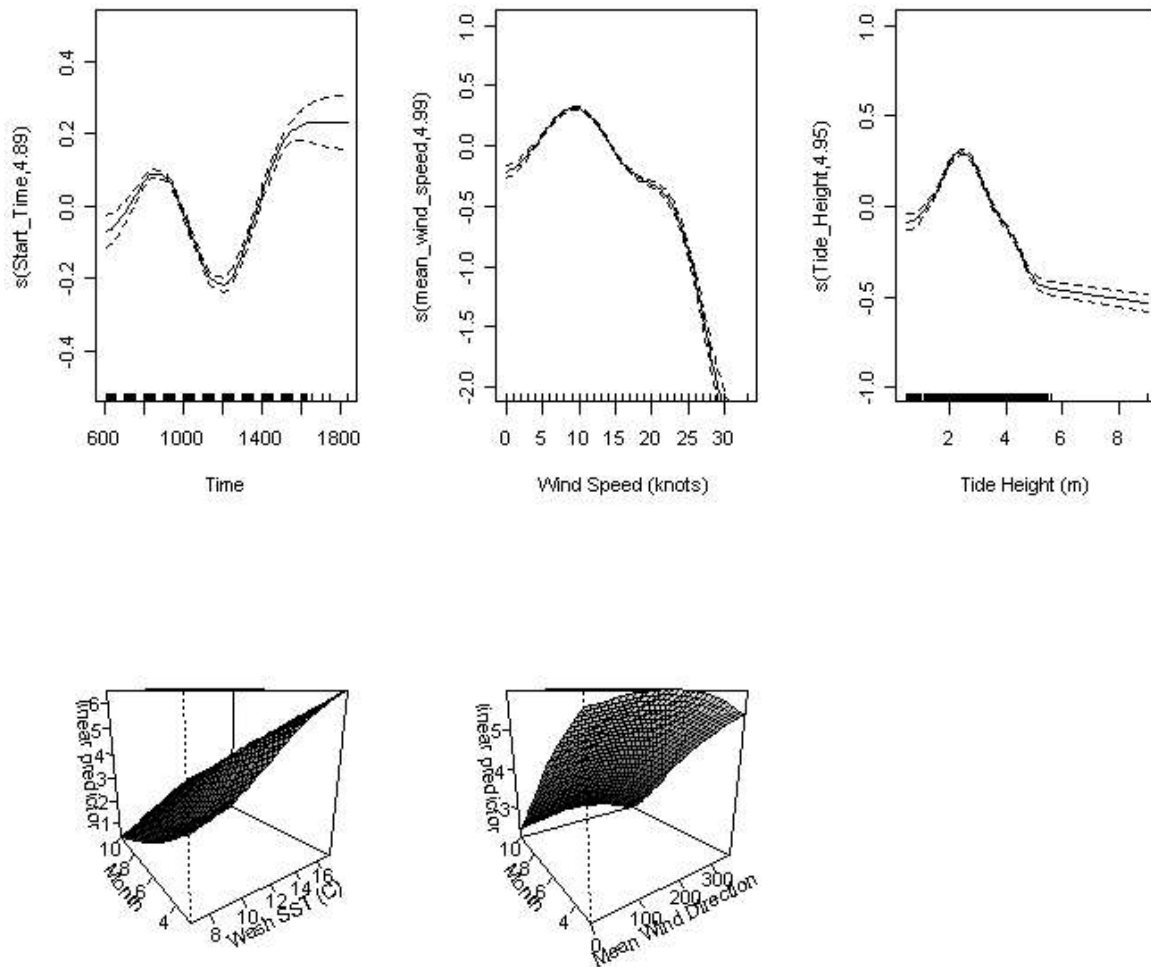 s(Start_Time,4.89)
0.4
0.2
0.0
-0.2
-0.4
600 1000 1400 1800
Time
s(mean_wind_speed,4.99)
1.0
0.5
0.0
-0.5
-1.0
-1.5
-2.0
0 5 10 15 20 25 30
Wind Speed (knots)
s(Tide_Height,4.95)
1.0
0.5
0.0
-0.5
-1.0
2 4 6 8
Tide Height (m)
linear predictor
6
5
4
3
2
1
10
8
6
4
Month
8 10 12 14 16
Wash SST (C)
linear predictor
5
4
3
10
8
6
4
Month
0 100 200 300
Mean Wind Direction